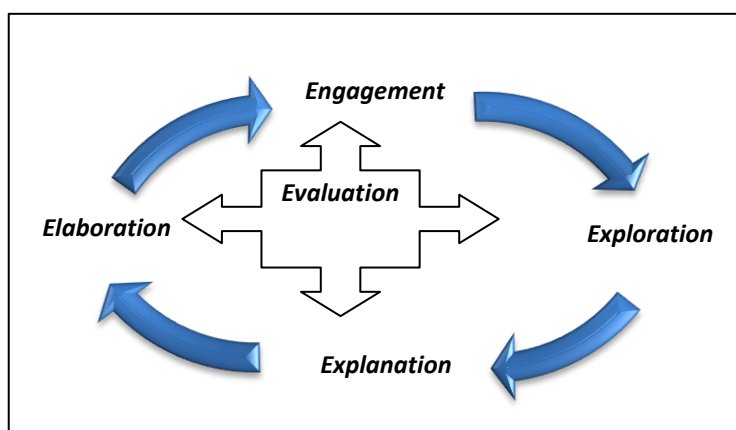 Engagement
Evaluation
Elaboration
Exploration
Explanation